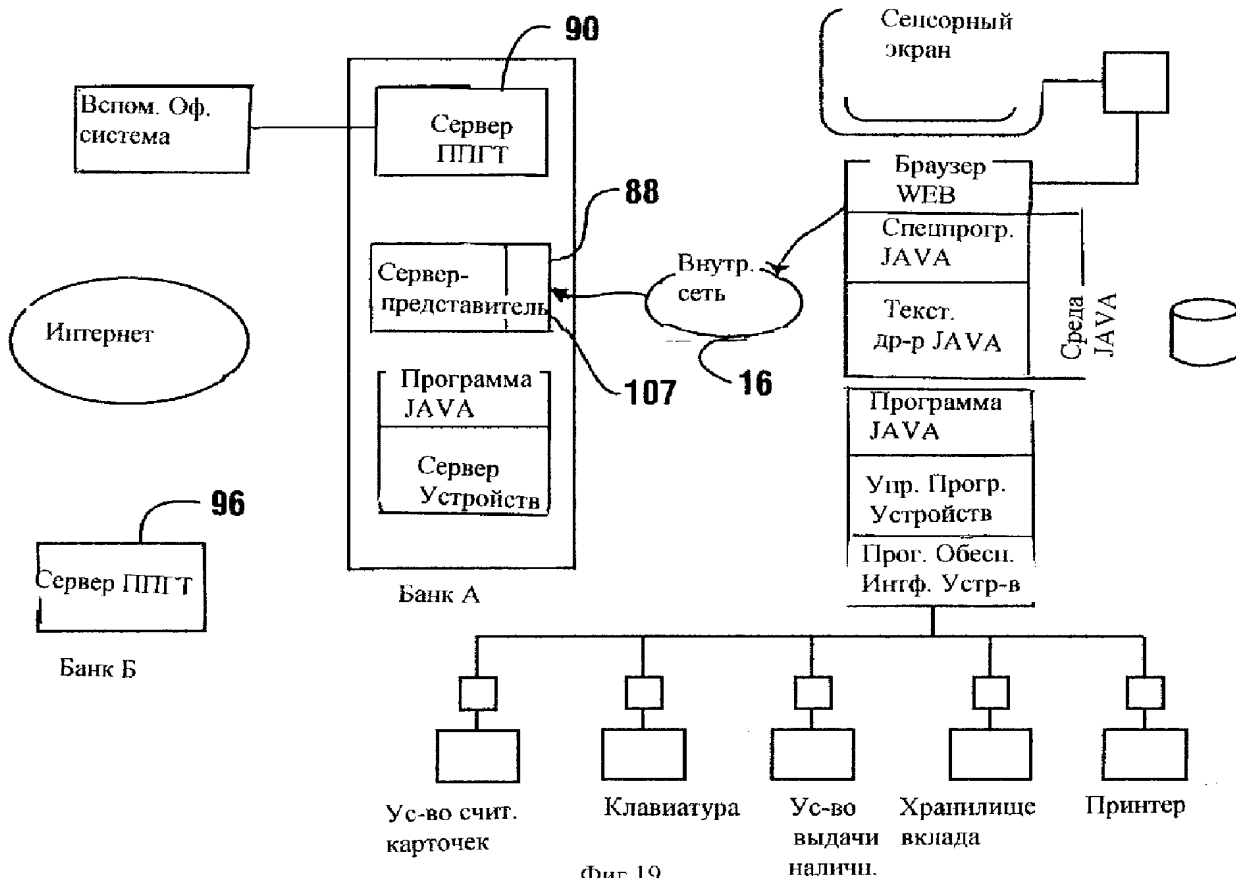 90
Сенсорный
экран
Вспом. Оф.
система
Сервер
ППГТ
Браузер
WEB
88
Спецпрогр.
JAVA
Сервер-
представитель
Внутр.
сеть
Текст.
др-р JAVA
Среда
JAVA
Интернет
107
16
Программа
JAVA
Программа
JAVA
Сервер
Устройств
Упр. Прогр.
Устройств
96
Прог. Обесп.
Интф. Устр-в
Сервер ППГТ
Банк А
Банк Б
Ус-во счит.
карточек
Клавиатура
Ус-во
выдачи
наличн.
Хранилище
вклада
Принтер
Фиг.19